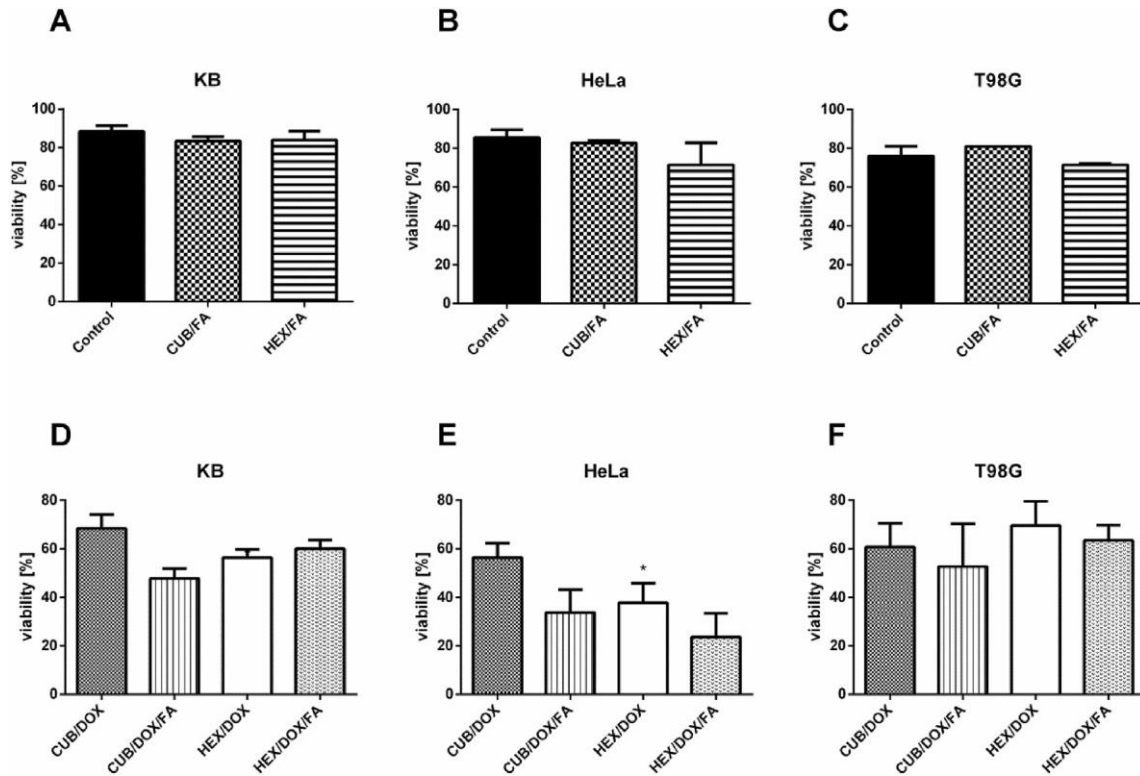 A
KB
viability [%]
100
80
60
40
20
0
Control
CUB/FA
HEX/FA
B
HeLa
viability [%]
100
80
60
40
20
0
Control
CUB/FA
HEX/FA
C
T98G
viability [%]
100
80
60
40
20
0
Control
CUB/FA
HEX/FA
D
KB
viability [%]
80
60
40
20
0
CUB/DOX
CUB/DOX/FA
HEX/DOX
HEX/DOX/FA
E
HeLa
viability [%]
80
60
40
20
0
*
CUB/DOX
CUB/DOX/FA
HEX/DOX
HEX/DOX/FA
F
T98G
viability [%]
80
60
40
20
0
CUB/DOX
CUB/DOX/FA
HEX/DOX
HEX/DOX/FA